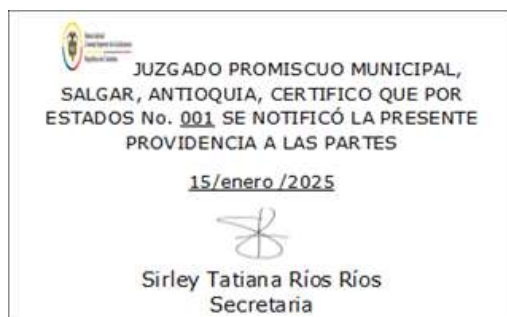 JUZGADO PROMISCUO MUNICIPAL,
SALGAR, ANTIOQUIA, CERTIFICO QUE POR
ESTADOS No. 001 SE NOTIFICÓ LA PRESENTE
PROVIDENCIA A LAS PARTES
15/enero /2025
Sirley Tatiana Ríos Ríos
Secretaria